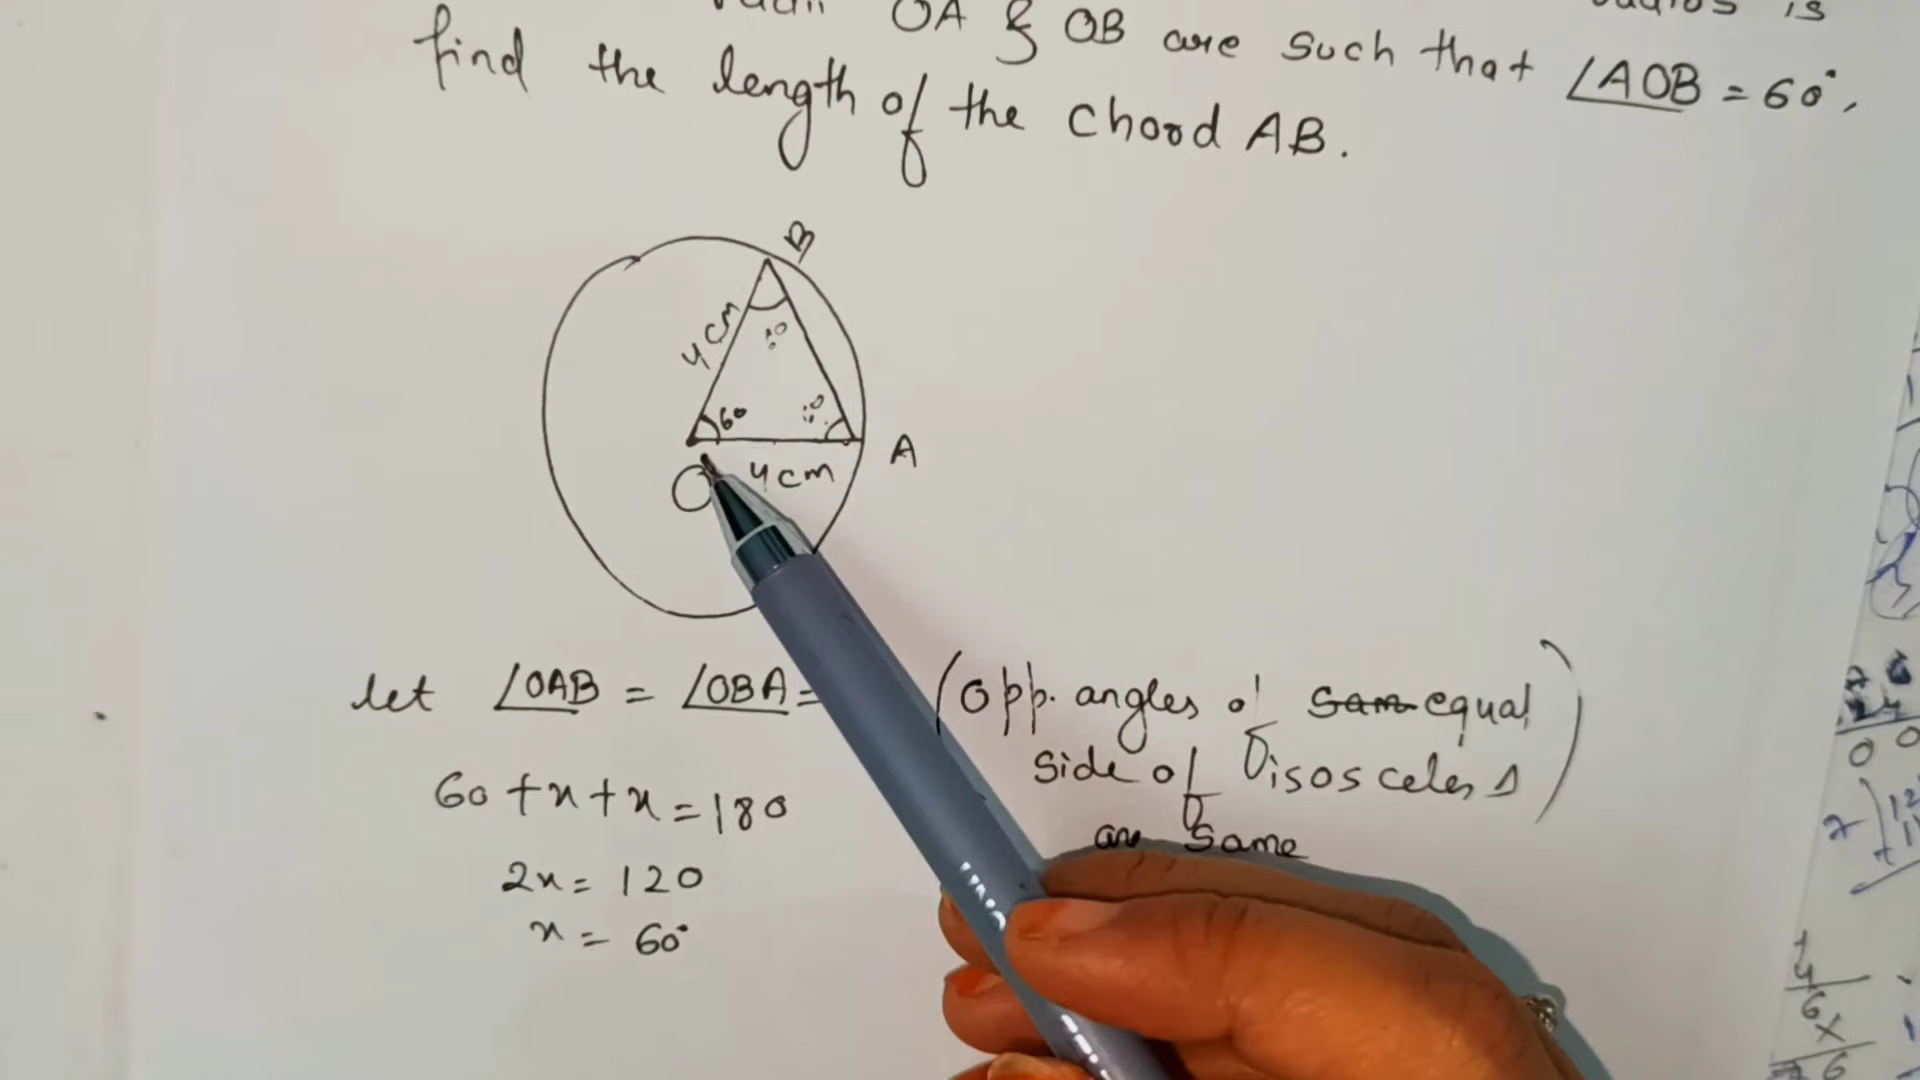 OA & OB are such that ∠AOB = 60°,
find the length of the chord AB.
B
4cm
60
A
O
4cm
let ∠OAB = ∠OBA =
(opp. angles of equal
side of isosceles Δ)
are same
60 + x + x = 180
2x = 120
x = 60°